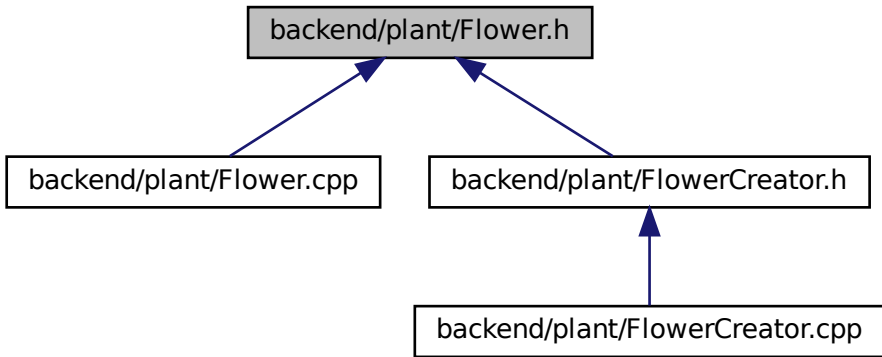 backend/plant/Flower.h
backend/plant/Flower.cpp
backend/plant/FlowerCreator.h
backend/plant/FlowerCreator.cpp